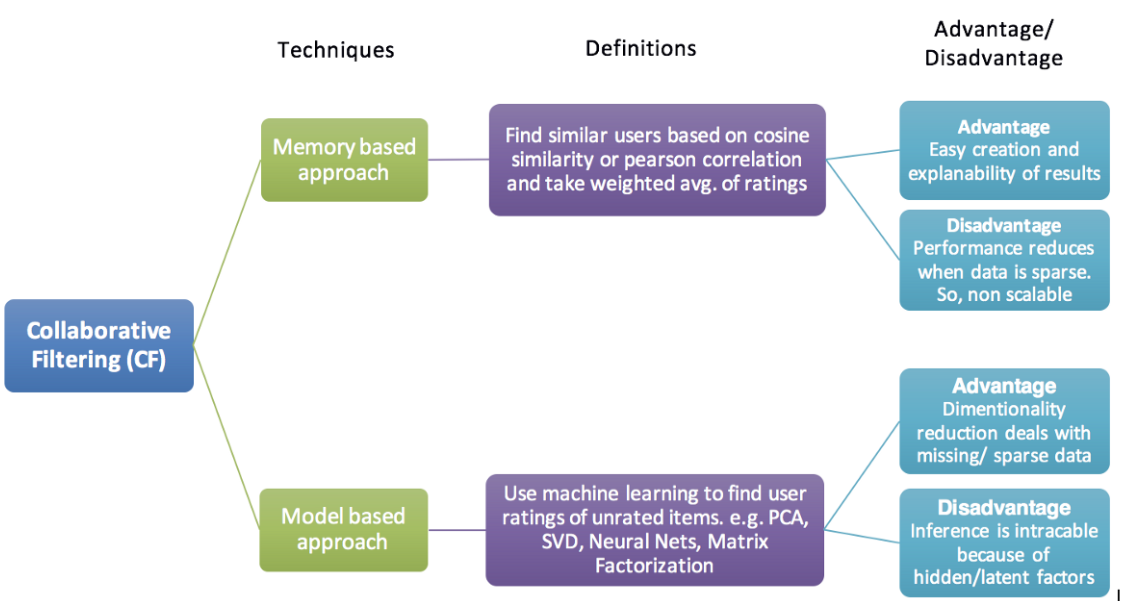 Techniques
Definitions
Advantage/
Disadvantage
Collaborative
Filtering (CF)
Memory based
approach
Find similar users based on cosine
similarity or pearson correlation
and take weighted avg. of ratings
Advantage
Easy creation and
explanability of results
Disadvantage
Performance reduces
when data is sparse.
So, non scalable
Model based
approach
Use machine learning to find user
ratings of unrated items. e.g. PCA,
SVD, Neural Nets, Matrix
Factorization
Advantage
Dimentionality
reduction deals with
missing/ sparse data
Disadvantage
Inference is intracable
because of
hidden/latent factors